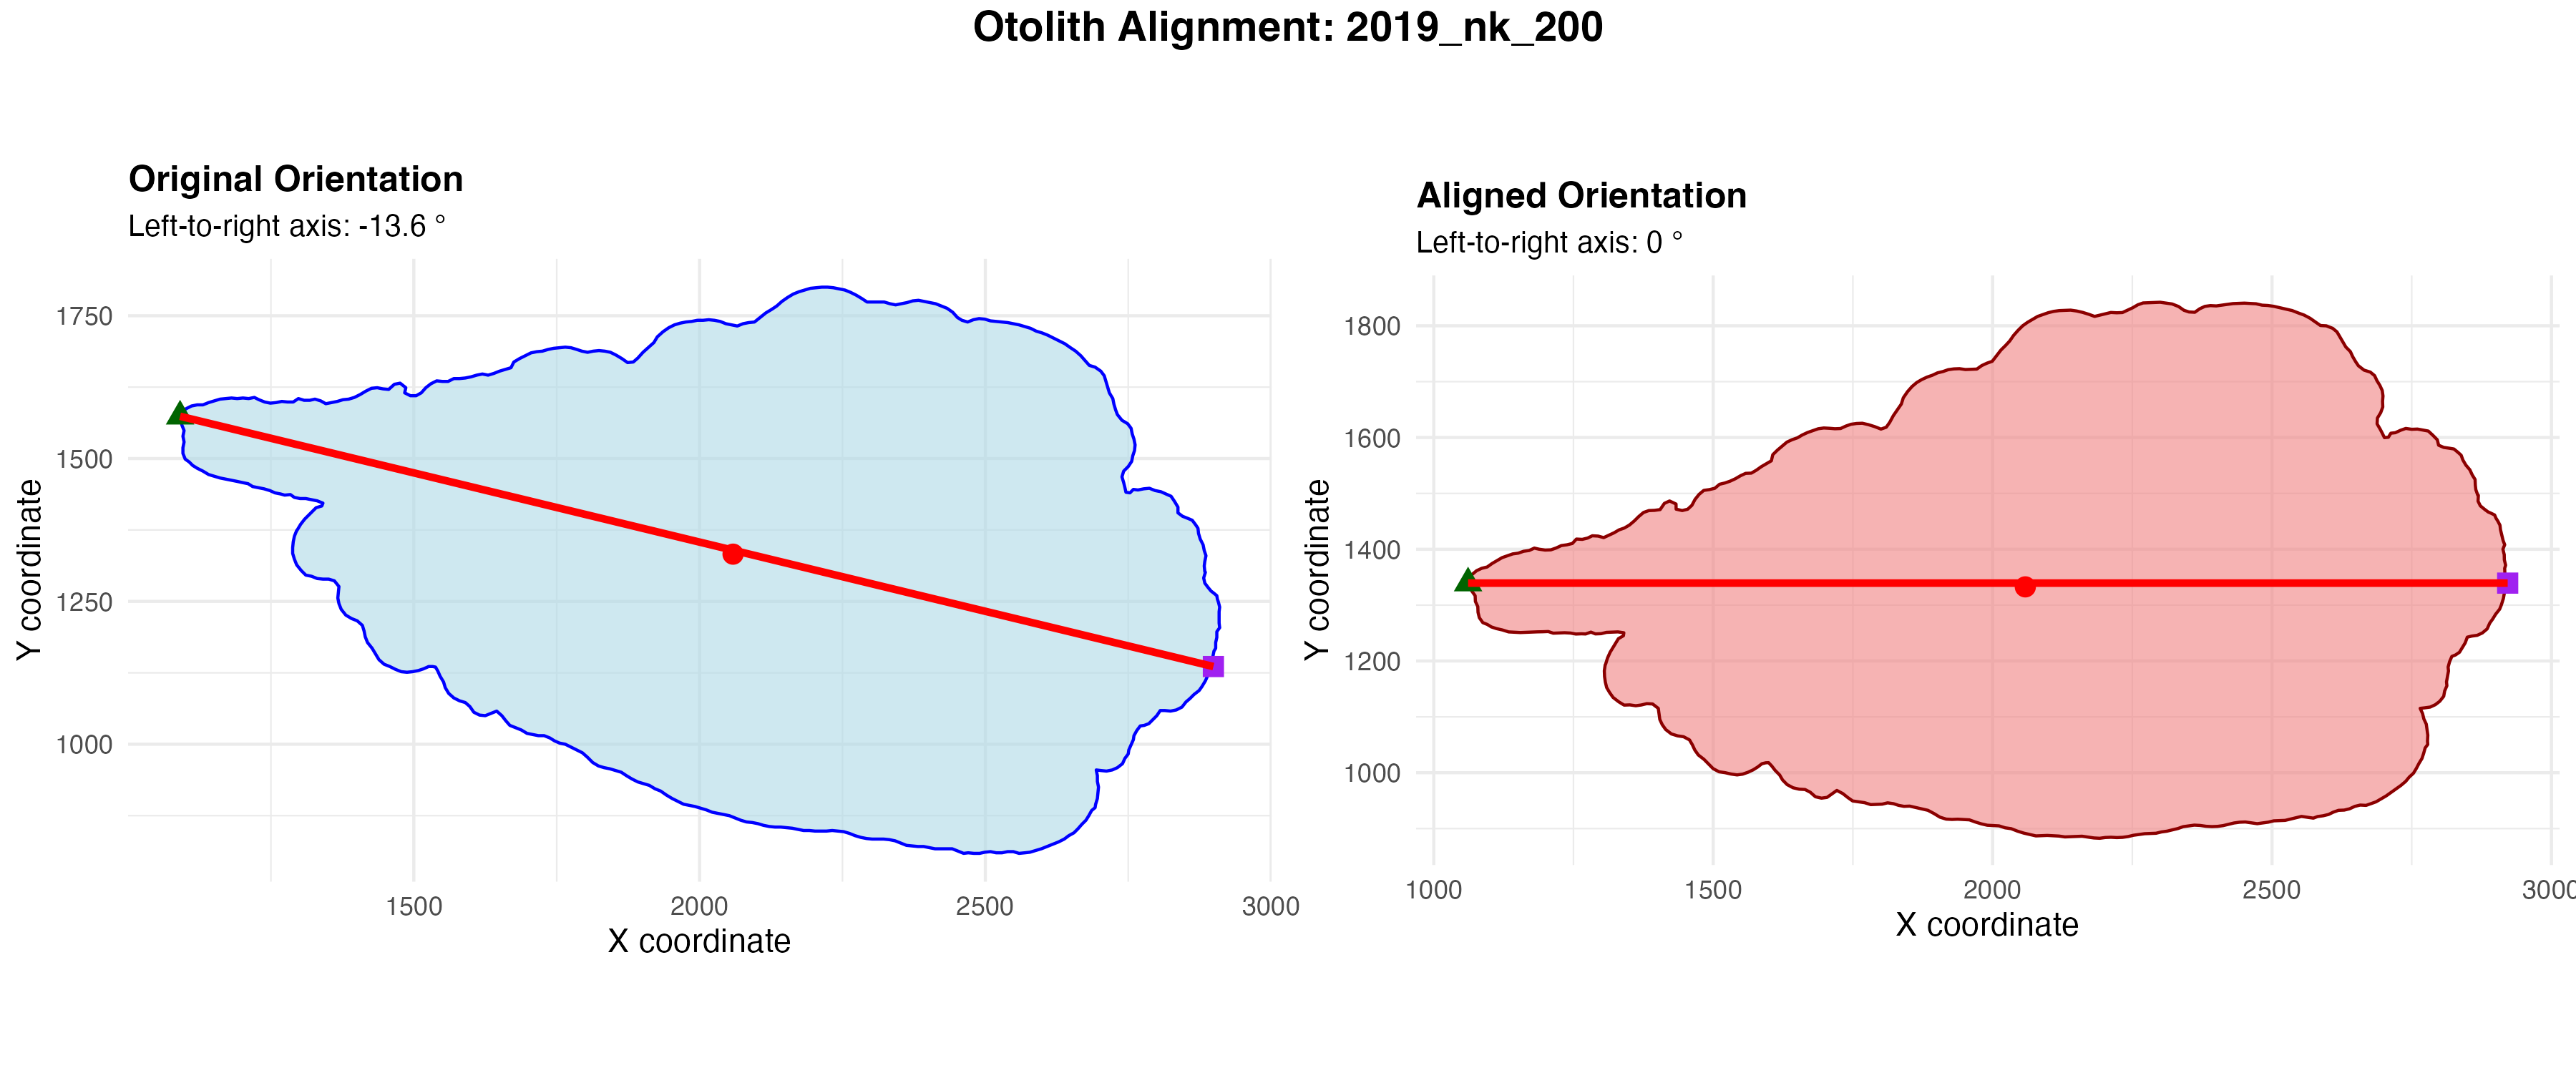 Otolith Alignment: 2019_nk_200
Original Orientation
Left-to-right axis: -13.6 °
1750
1500
1250
1000
Y coordinate
1500
2000
2500
3000
X coordinate
Aligned Orientation
Left-to-right axis: 0 °
1800
1600
1400
1200
1000
Y coordinate
1000
1500
2000
2500
3000
X coordinate